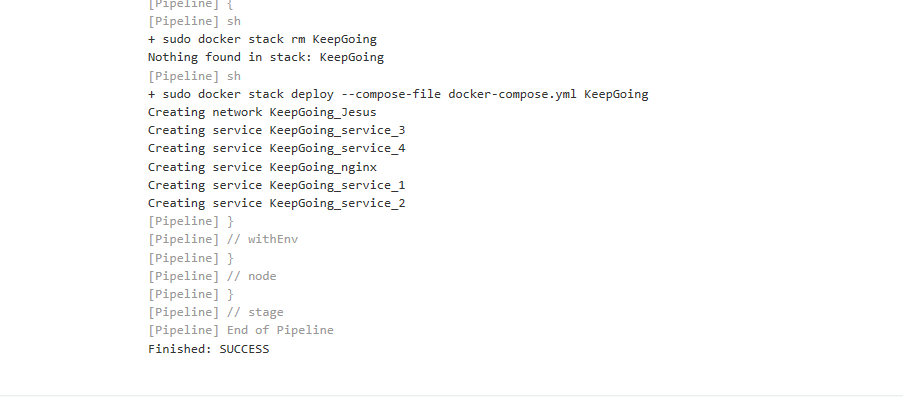 [Pipeline] {
[Pipeline] sh
+ sudo docker stack rm KeepGoing
Nothing found in stack: KeepGoing
[Pipeline] sh
+ sudo docker stack deploy --compose-file docker-compose.yml KeepGoing
Creating network KeepGoing_Jesus
Creating service KeepGoing_service_3
Creating service KeepGoing_service_4
Creating service KeepGoing_nginx
Creating service KeepGoing_service_1
Creating service KeepGoing_service_2
[Pipeline] }
[Pipeline] // withEnv
[Pipeline] }
[Pipeline] // node
[Pipeline] }
[Pipeline] // stage
[Pipeline] End of Pipeline
Finished: SUCCESS